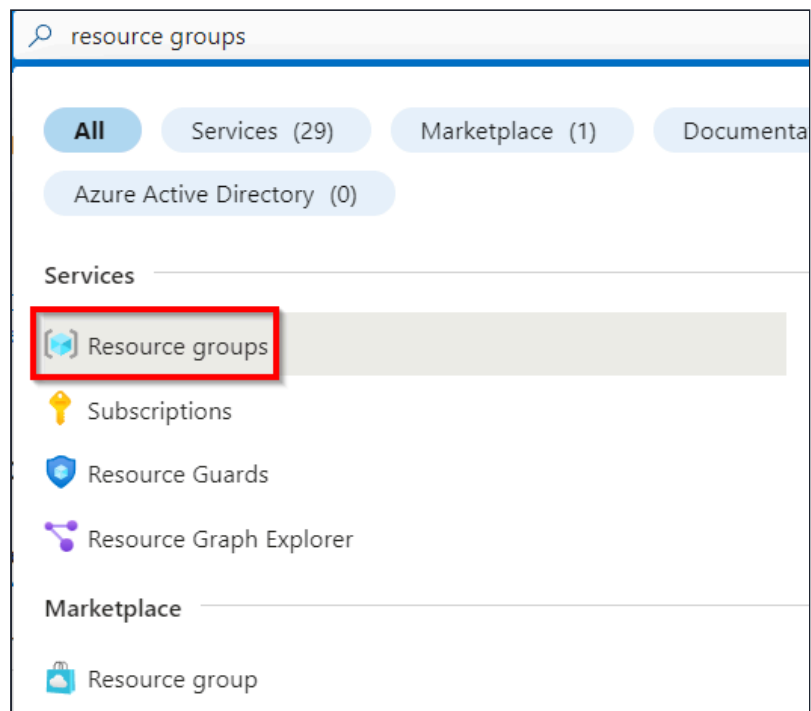 resource groups
All Services (29) Marketplace (1) Documenta
Azure Active Directory (0)
Services
Resource groups
Subscriptions
Resource Guards
Resource Graph Explorer
Marketplace
Resource group